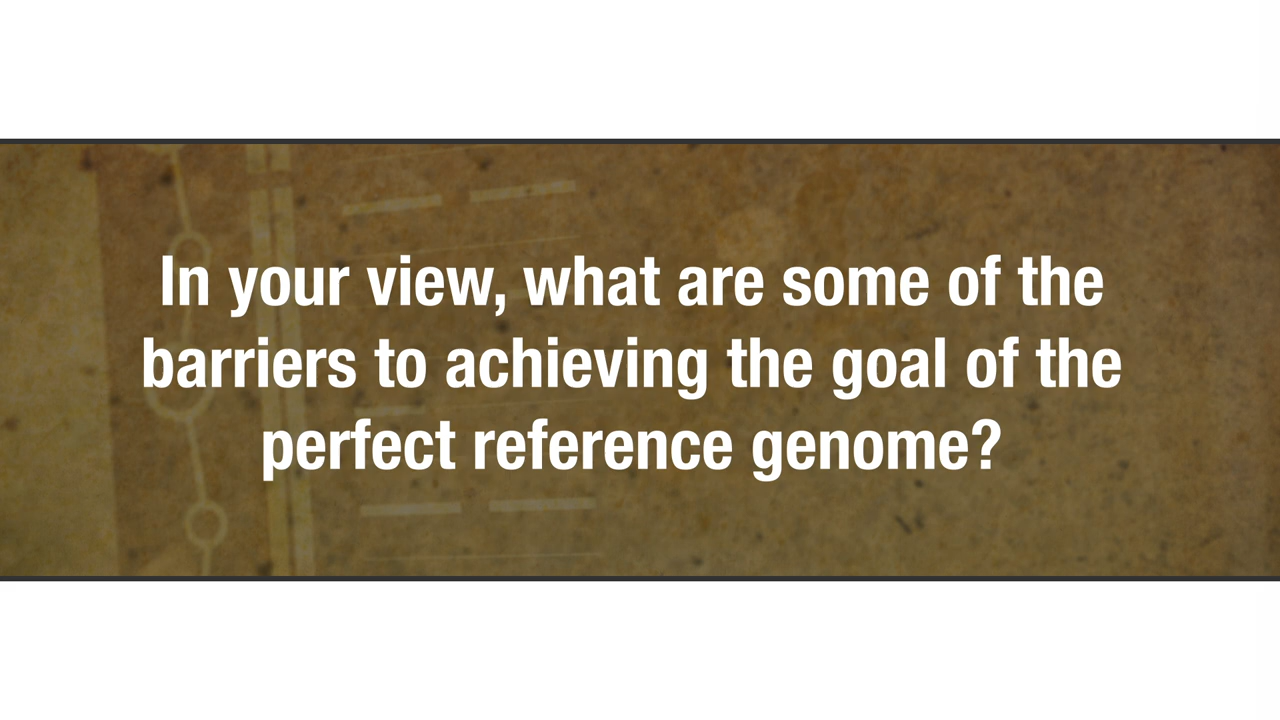 In your view, what are some of the
barriers to achieving the goal of the
perfect reference genome?